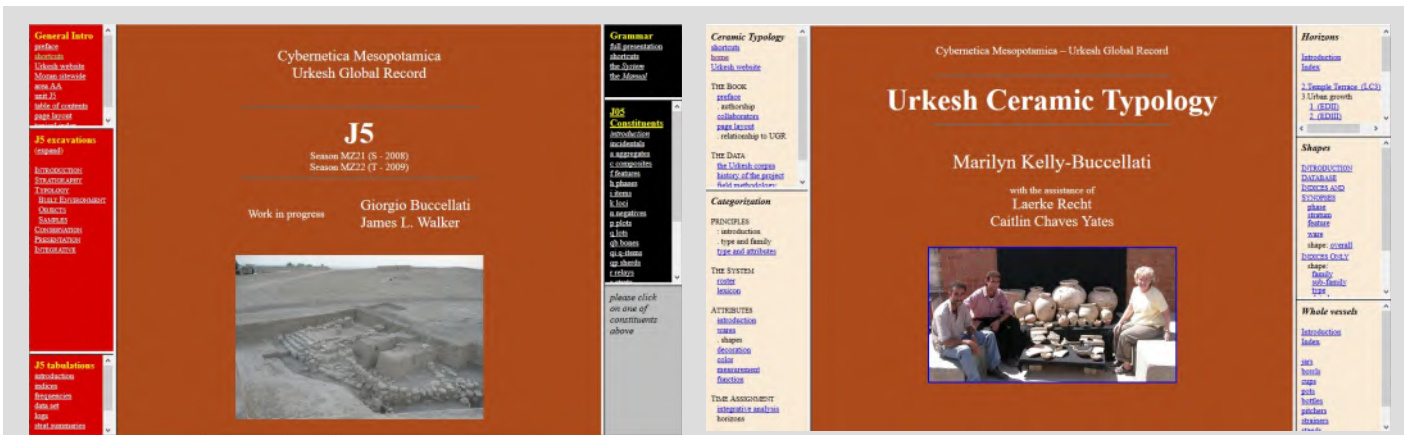 General Intro
preface
shortcuts
Urkesh website
Mozan sitewide
area AA
unit J5
table of contents
page layout
J5 excavations
(expand)
INTRODUCTION
STRATIGRAPHY
TYPOLOGY
BUILT ENVIRONMENT
OBJECTS
SAMPLES
CONSERVATION
PRESENTATION
INTEGRATIVE
J5 tabulations
introduction
indices
frequencies
data set
logs
strat summaries
Cybernetica Mesopotamica
Urkesh Global Record
J5
Season MZ21 (S - 2008)
Season MZ22 (T - 2009)
Work in progress
Giorgio Buccellati
James L. Walker
Grammar
full presentation
shortcuts
the System
the Manual
J05
Constituents
introduction
incidentals
a aggregates
c composites
f features
h phases
i items
k loci
n negatives
p plots
q lots
qb bones
qi q-items
qp sherds
r relays
please click
on one of
constituents
above
Ceramic Typology
shortcuts
home
Urkesh website
THE BOOK
preface
. authorship
collaborators
page layout
. relationship to UGR
THE DATA
the Urkesh corpus
history of the project
field methodology
Categorization
PRINCIPLES
: introduction
. type and family
type and attributes
THE SYSTEM
roster
lexicon
ATTRIBUTES
introduction
wares
. shapes
decoration
color
measurement
function
TIME ASSIGNMENT
integrative analysis
horizons
Cybernetica Mesopotamica – Urkesh Global Record
Urkesh Ceramic Typology
Marilyn Kelly-Buccellati
with the assistance of
Laerke Recht
Caitlin Chaves Yates
Horizons
Introduction
Index
2.Temple Terrace (LC3)
3.Urban growth
1. (EDII)
2. (EDIII)
Shapes
INTRODUCTION
DATABASE
INDICES AND
SYNOPSES
phase
stratum
feature
ware
shape: overall
INDICES ONLY
shape:
family
sub-family
type
Whole vessels
Introduction
Index
jars
bowls
cups
pots
bottles
pitchers
strainers
stands